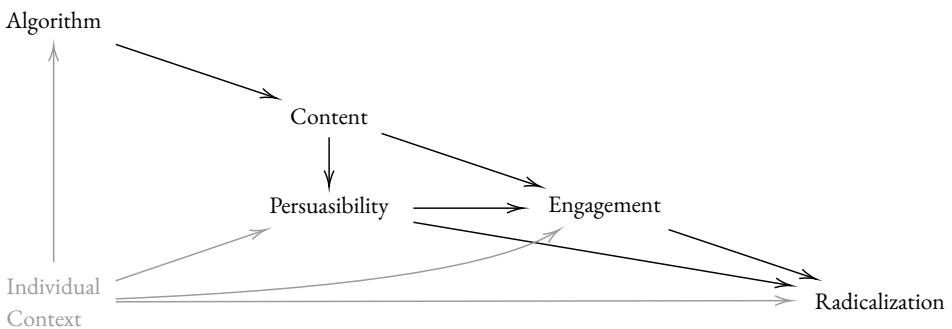 Algorithm
Content
Persuasibility
Engagement
Individual
Context
Radicalization